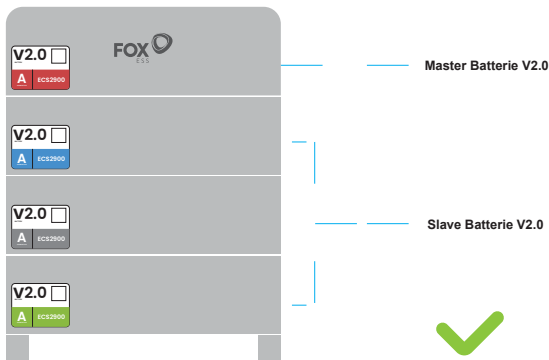 V2.0
A ECS2900
FOX
ESS
Master Batterie V2.0
V2.0
A ECS2900
V2.0
A ECS2900
Slave Batterie V2.0
V2.0
A ECS2900